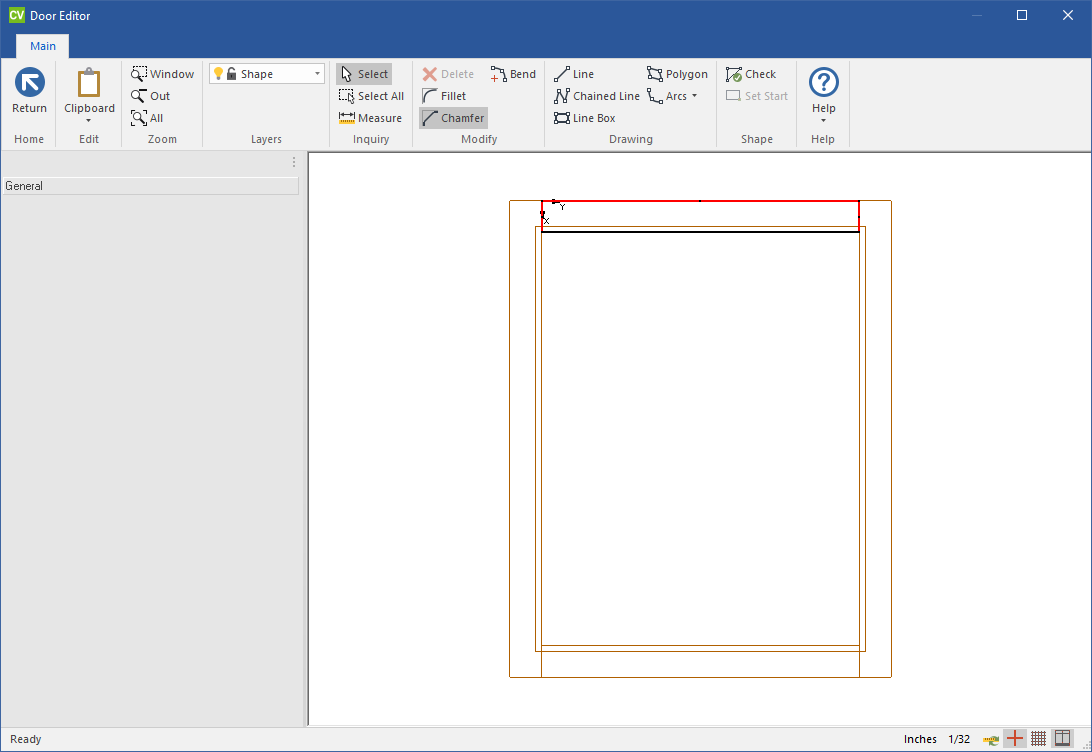 CV Door Editor
Main
Return
Home
Clipboard
Edit
Window
Out
All
Zoom
Shape
Layers
Select
Select All
Measure
Inquiry
Delete
Bend
Fillet
Chamfer
Modify
Line
Polygon
Chained Line
Arcs
Line Box
Drawing
Check
Set Start
Shape
?
Help
Help
General
Y
X
Ready
Inches 1/32